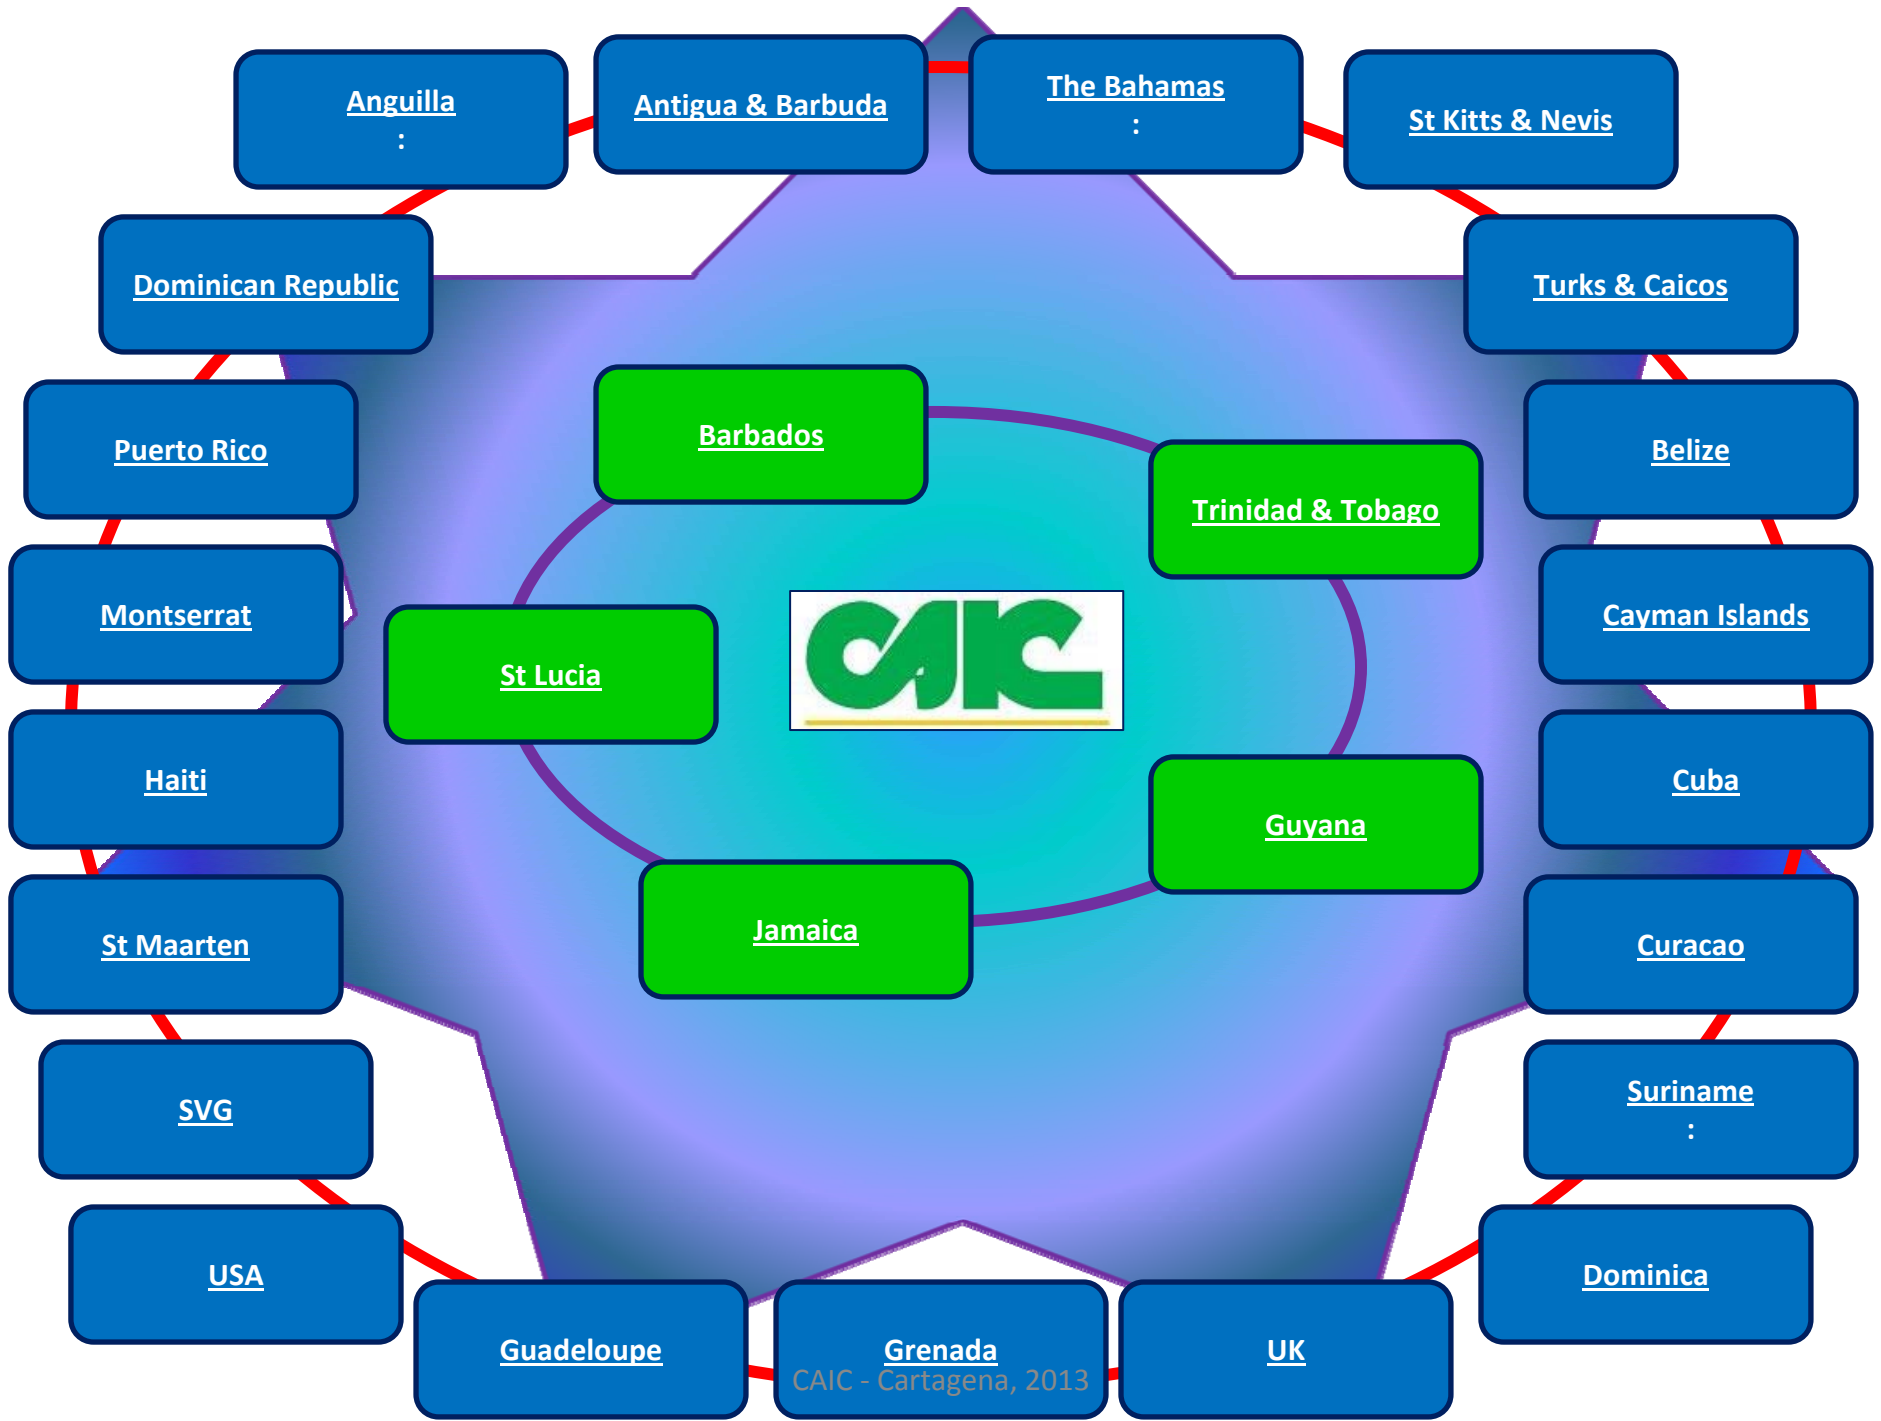 Anguilla
:
Antigua & Barbuda
The Bahamas
:
St Kitts & Nevis
Dominican Republic
Turks & Caicos
Puerto Rico
Barbados
Belize
Trinidad & Tobago
Montserrat
Cayman Islands
St Lucia
CAIC
Haiti
Cuba
Guyana
St Maarten
Jamaica
Curacao
SVG
Suriname
:
USA
Dominica
Guadeloupe
Grenada
UK
CAIC - Cartagena, 2013